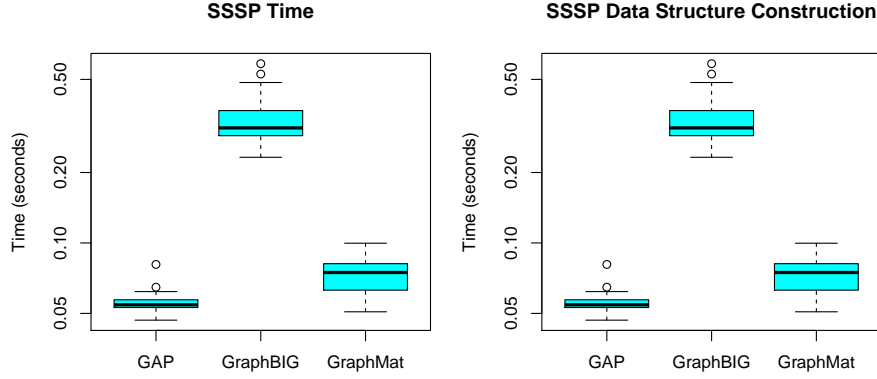 SSSP Time
Time (seconds)
0.50
0.20
0.10
0.05
GAP GraphBIG GraphMat
SSSP Data Structure Construction
Time (seconds)
0.50
0.20
0.10
0.05
GAP GraphBIG GraphMat